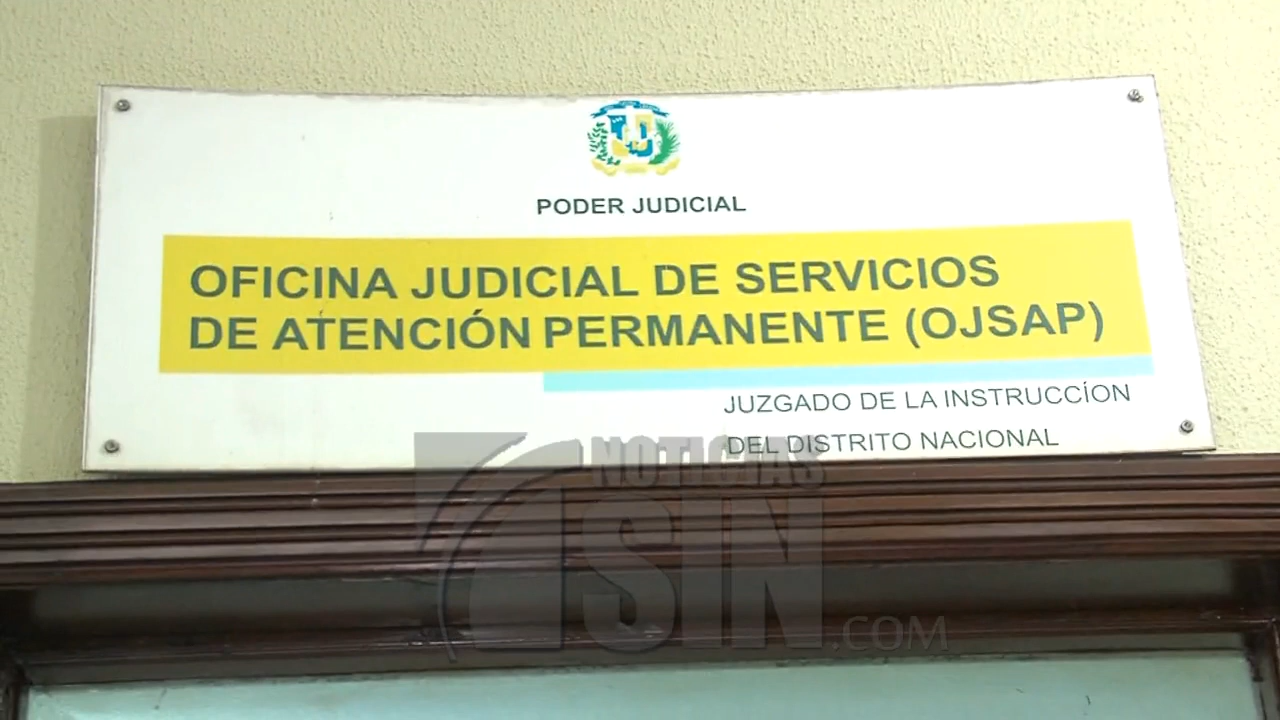 PODER JUDICIAL
OFICINA JUDICIAL DE SERVICIOS
DE ATENCIÓN PERMANENTE (OJSAP)
JUZGADO DE LA INSTRUCCÍON
DEL DISTRITO NACIONAL
NOTICIAS
SIN
.COM